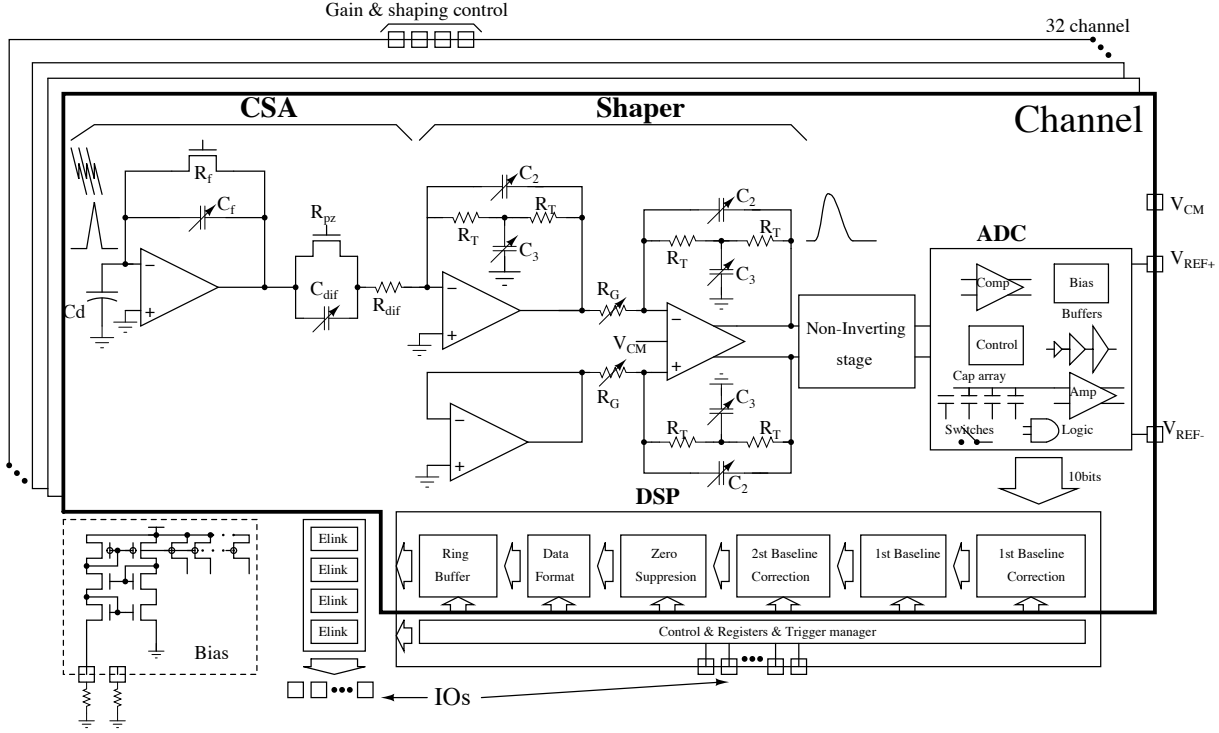 Gain & shaping control
32 channel
CSA
Shaper
Channel
R_f
C_f
C_d
R_pz
C_dif
R_dif
C_2
R_T
R_T
C_3
C_2
R_T
R_T
C_3
R_G
V_CM
R_G
C_3
R_T
R_T
C_2
Non-Inverting
stage
ADC
Comp
Bias
Buffers
Control
Cap array
Amp
Switches
Logic
V_CM
V_REF+
V_REF-
10bits
DSP
Elink
Elink
Elink
Elink
Ring
Buffer
Data
Format
Zero
Suppresion
2st Baseline
Correction
1st Baseline
1st Baseline
Correction
Control & Registers & Trigger manager
Bias
IOs